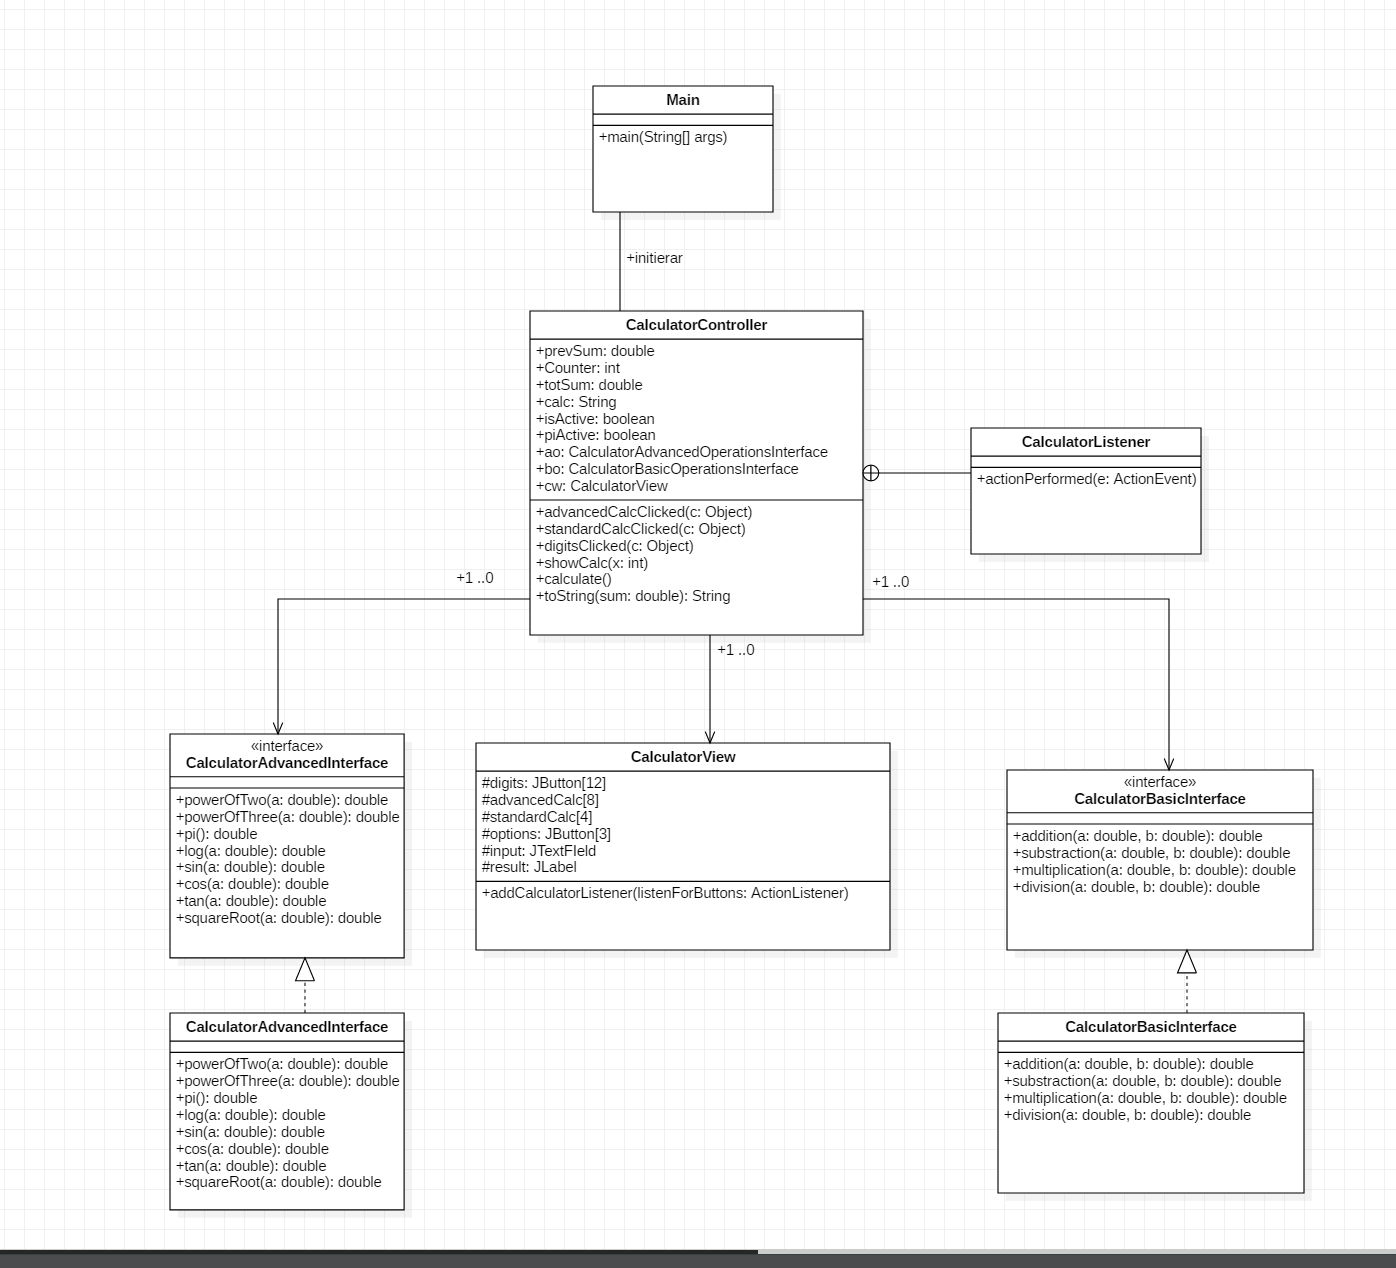 Main
+main(String[] args)
+initierar
CalculatorController
+prevSum: double
+Counter: int
+totSum: double
+calc: String
+isActive: boolean
+piActive: boolean
+ao: CalculatorAdvancedOperationsInterface
+bo: CalculatorBasicOperationsInterface
+cw: CalculatorView
+advancedCalcClicked(c: Object)
+standardCalcClicked(c: Object)
+digitsClicked(c: Object)
+showCalc(x: int)
+calculate()
+toString(sum: double): String
CalculatorListener
+actionPerformed(e: ActionEvent)
+1 ..0
+1 ..0
+1 ..0
«interface»
CalculatorAdvancedInterface
+powerOfTwo(a: double): double
+powerOfThree(a: double): double
+pi(): double
+log(a: double): double
+sin(a: double): double
+cos(a: double): double
+tan(a: double): double
+squareRoot(a: double): double
CalculatorView
#digits: JButton[12]
#advancedCalc[8]
#standardCalc[4]
#options: JButton[3]
#input: JTextFIeld
#result: JLabel
+addCalculatorListener(listenForButtons: ActionListener)
«interface»
CalculatorBasicInterface
+addition(a: double, b: double): double
+substraction(a: double, b: double): double
+multiplication(a: double, b: double): double
+division(a: double, b: double): double
CalculatorAdvancedInterface
+powerOfTwo(a: double): double
+powerOfThree(a: double): double
+pi(): double
+log(a: double): double
+sin(a: double): double
+cos(a: double): double
+tan(a: double): double
+squareRoot(a: double): double
CalculatorBasicInterface
+addition(a: double, b: double): double
+substraction(a: double, b: double): double
+multiplication(a: double, b: double): double
+division(a: double, b: double): double